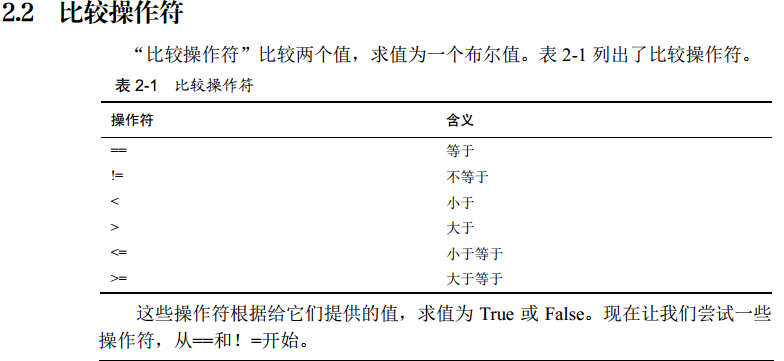 2.2 比较操作符
“比较操作符”比较两个值，求值为一个布尔值。表 2-1 列出了比较操作符。
表 2-1 比较操作符
操作符 含义
== 等于
!= 不等于
< 小于
> 大于
<= 小于等于
>= 大于等于
这些操作符根据给它们提供的值，求值为 True 或 False。现在让我们尝试一些
操作符，从==和！=开始。